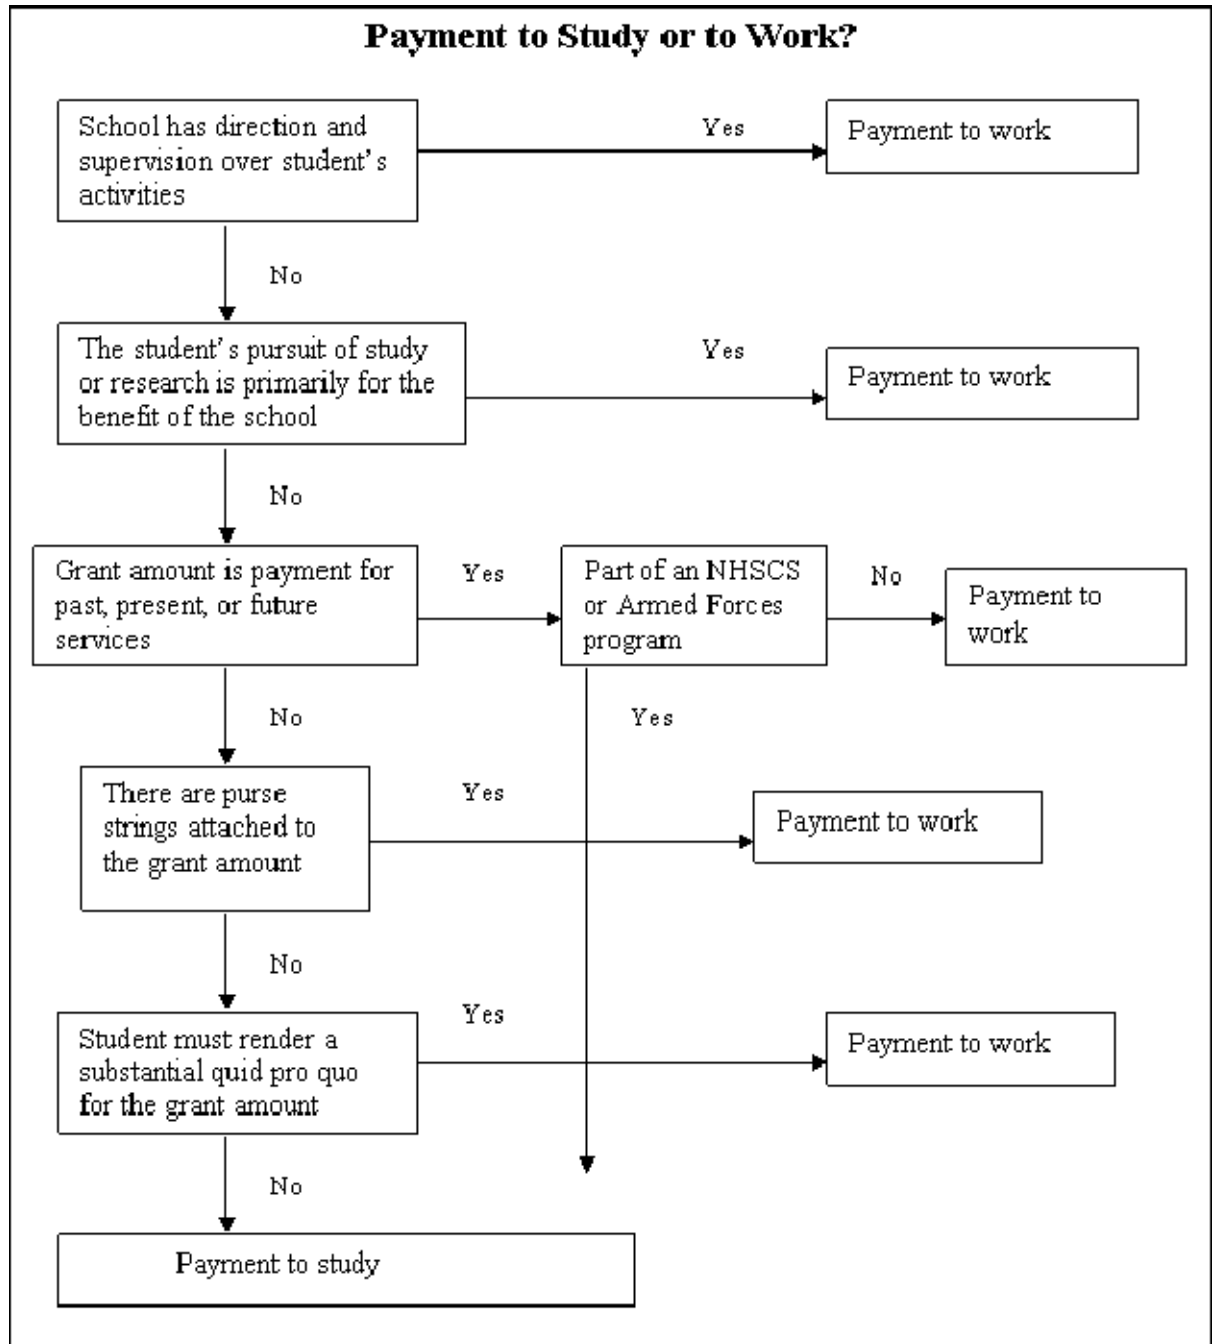 Payment to Study or to Work?
School has direction and
supervision over student's
activities
Yes
Payment to work
No
The student's pursuit of study
or research is primarily for the
benefit of the school
Yes
Payment to work
No
Grant amount is payment for
past, present, or future
services
Yes
Part of an NHSCS
or Armed Forces
program
No
Payment to
work
No
Yes
There are purse
strings attached to
the grant amount
Yes
Payment to work
No
Student must render a
substantial quid pro quo
for the grant amount
Yes
Payment to work
No
Payment to study